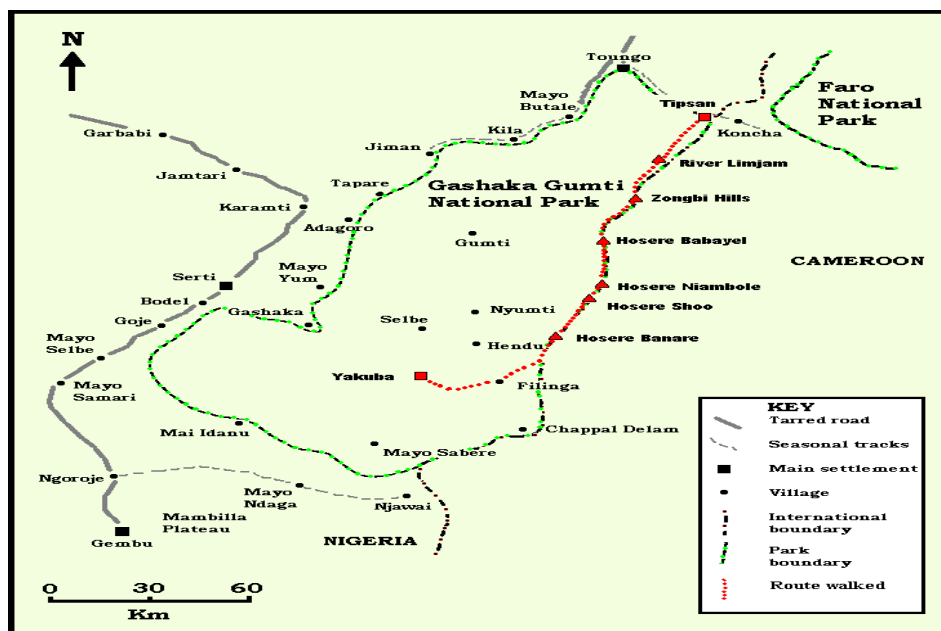 N
Toungo
Faro
National
Park
Mayo
Butale
Tipsan
Koncha
Garbabi
Kila
Jiman
River Limjam
Jamtari
Tapare
Gashaka Gumti
National Park
Zongbi Hills
Karamti
Adagoro
Gumti
Hosere Babayel
CAMEROON
Serti
Mayo
Yum
Hosere Niambole
Bodel
Hosere Shoo
Gashaka
Nyumti
Goje
Selbe
Mayo
Selbe
Hendu
Hosere Banare
Yakuba
Filinga
Mayo
Samari
Mai Idanu
Chappal Delam
Mayo Sabere
Ngoroje
Mayo
Ndaga
Njawai
Mambilla
Plateau
Gembu
NIGERIA
0 30 60
Km
KEY
Tarred road
Seasonal tracks
Main settlement
Village
International
boundary
Park
boundary
Route walked